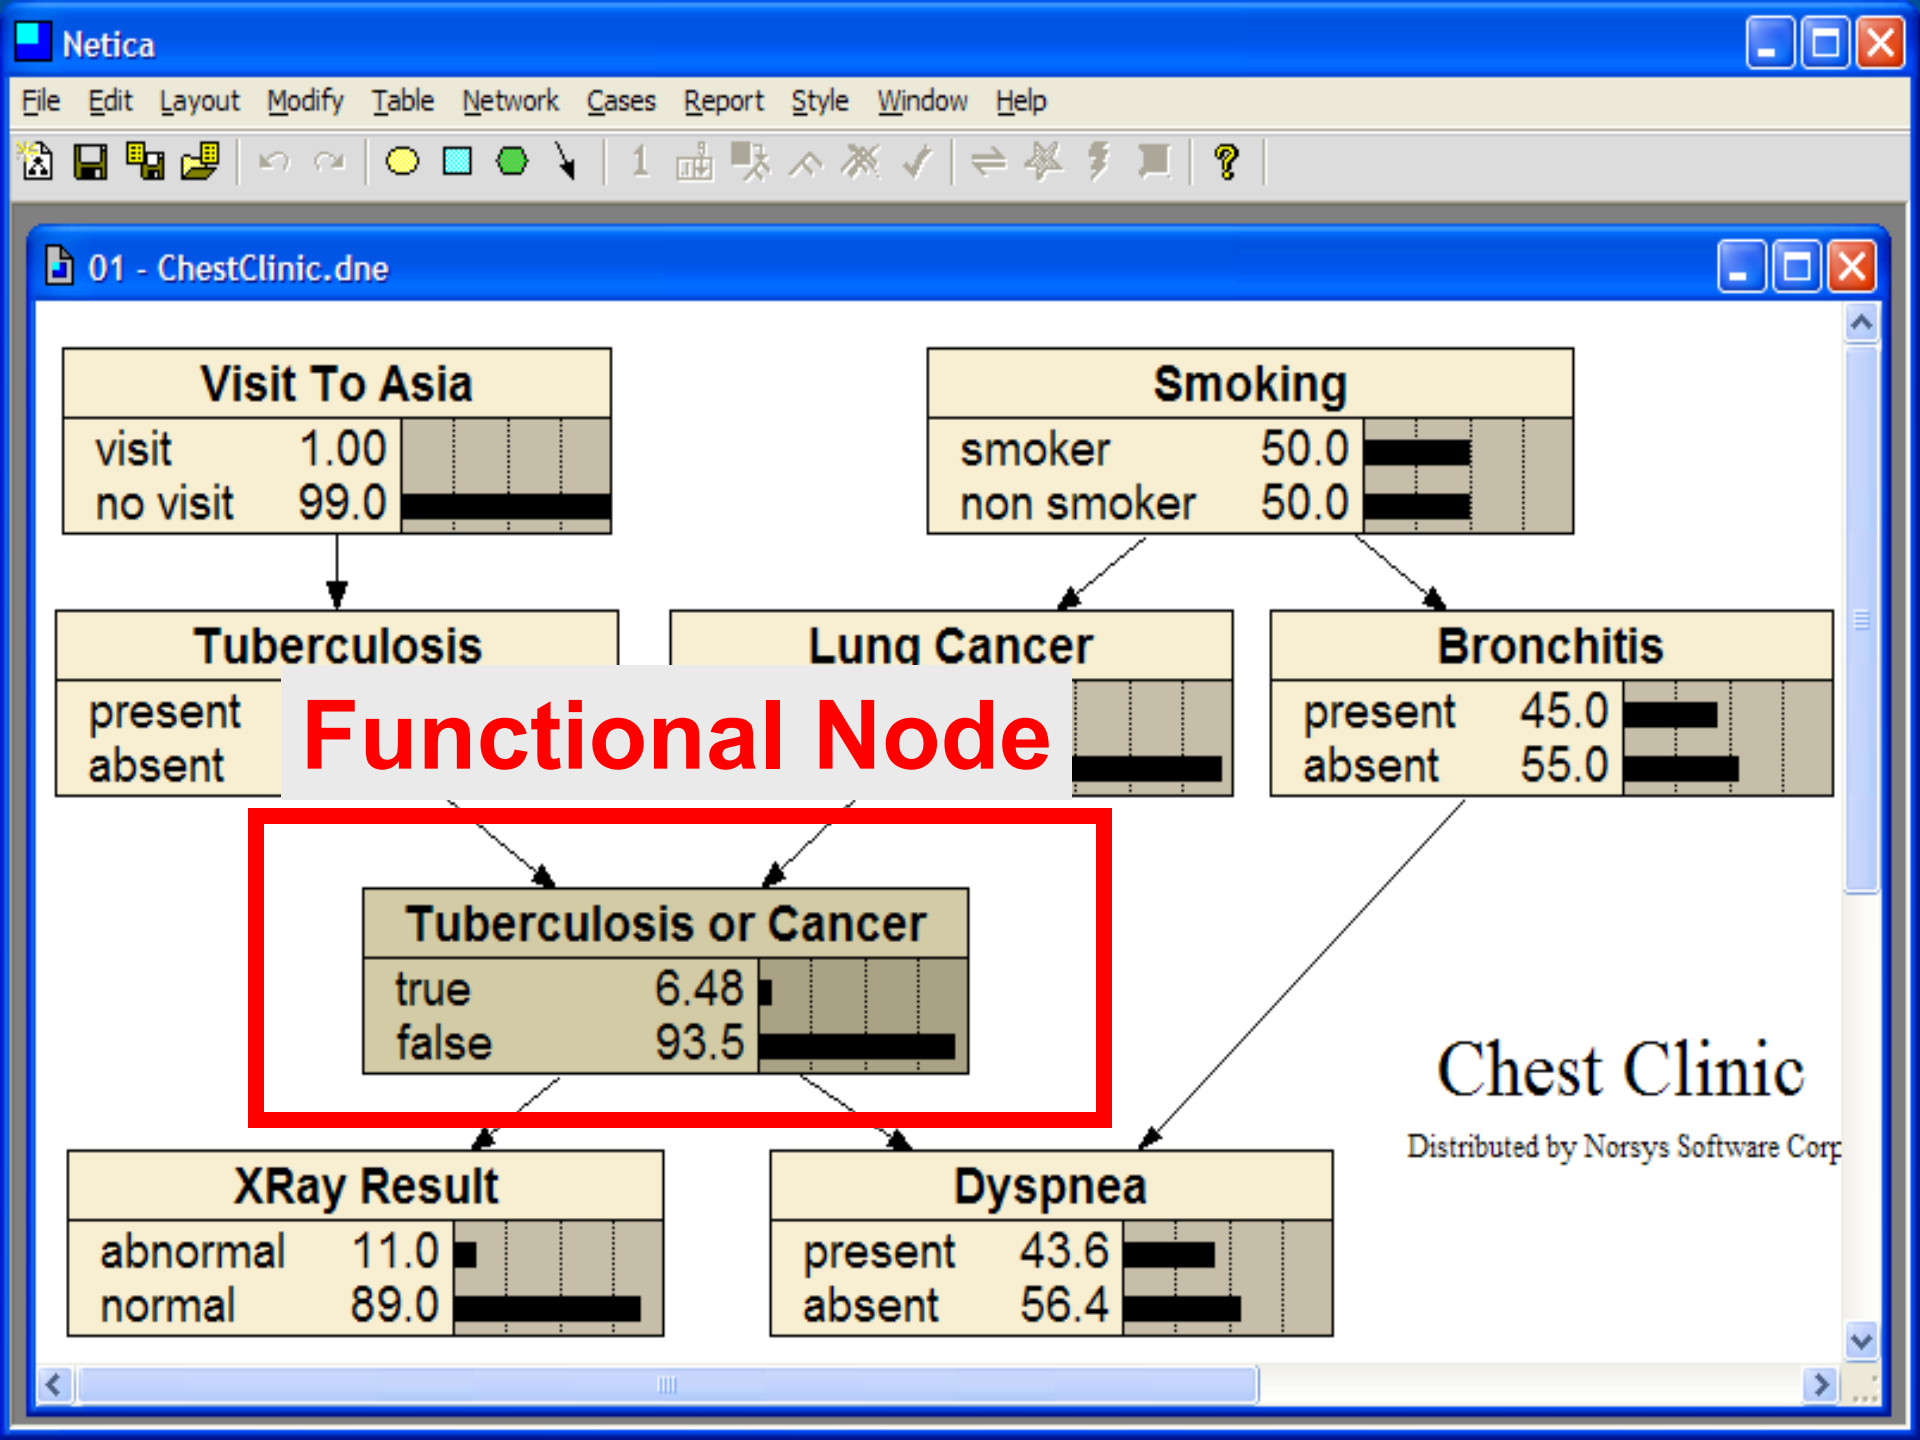 Netica
File Edit Layout Modify Table Network Cases Report Style Window Help
1
01 - ChestClinic.dne
Visit To Asia
visit 1.00
no visit 99.0
Smoking
smoker 50.0
non smoker 50.0
Tuberculosis
present
absent
Lung Cancer
Bronchitis
present 45.0
absent 55.0
Functional Node
Tuberculosis or Cancer
true 6.48
false 93.5
Chest Clinic
Distributed by Norsys Software Corp
XRay Result
abnormal 11.0
normal 89.0
Dyspnea
present 43.6
absent 56.4